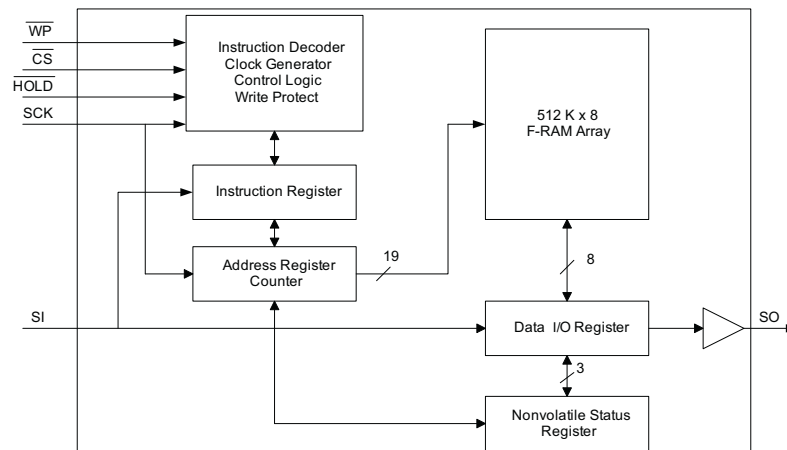 WP
CS
HOLD
SCK
Instruction Decoder
Clock Generator
Control Logic
Write Protect
512 K x 8
F-RAM Array
Instruction Register
Address Register
Counter
19
8
SI
Data I/O Register
SO
3
Nonvolatile Status
Register